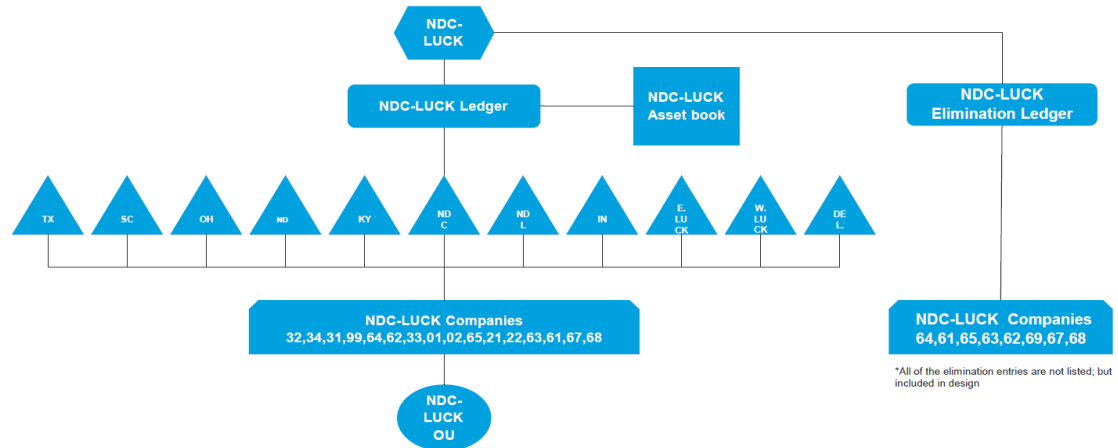 NDC-
LUCK
NDC-LUCK Ledger
NDC-LUCK
Asset book
NDC-LUCK
Elimination Ledger
TX
SC
OH
ND
KY
ND
C
ND
L
IN
E.
LU
CK
W.
LU
CK
DE
L.
NDC-LUCK Companies
32,34,31,99,64,62,33,01,02,65,21,22,63,61,67,68
NDC-LUCK Companies
64,61,65,63,62,69,67,68
*All of the elimination entries are not listed; but
included in design
NDC-
LUCK
OU